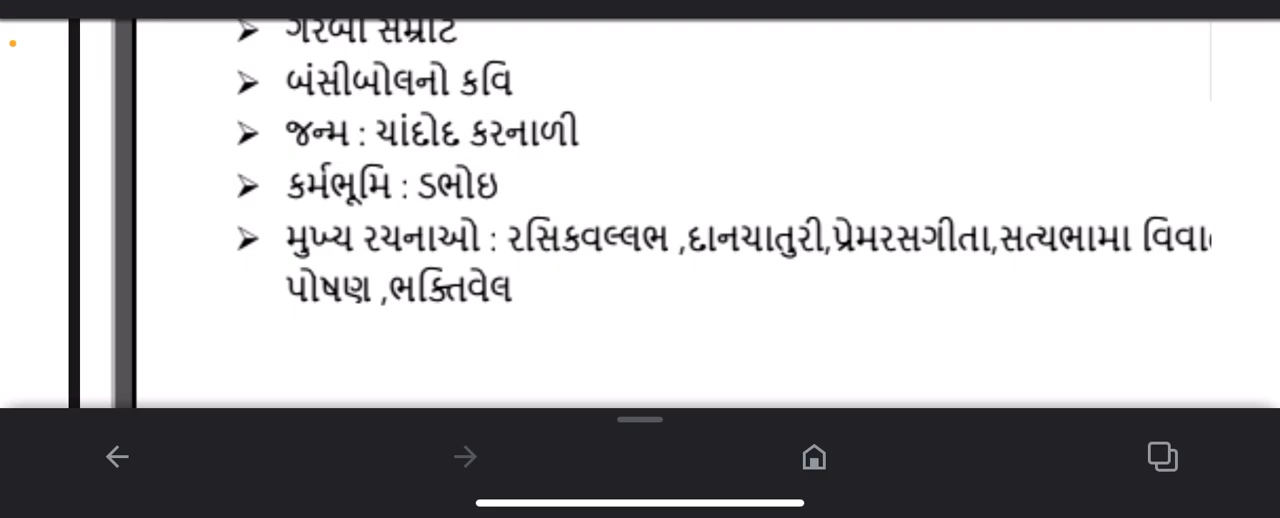 ગરબી સમ્રાટ
➢ બંસીબોલનો કવિ
➢ જન્મ : ચાંદોદ કરનાળી
➢ કર્મભૂમિ : ડભોઇ
➢ મુખ્ય રચનાઓ : રસિકવલ્લભ ,દાનચાતુરી,પ્રેમરસગીતા,સત્યભામા
પોષણ ,ભક્તિવેલ